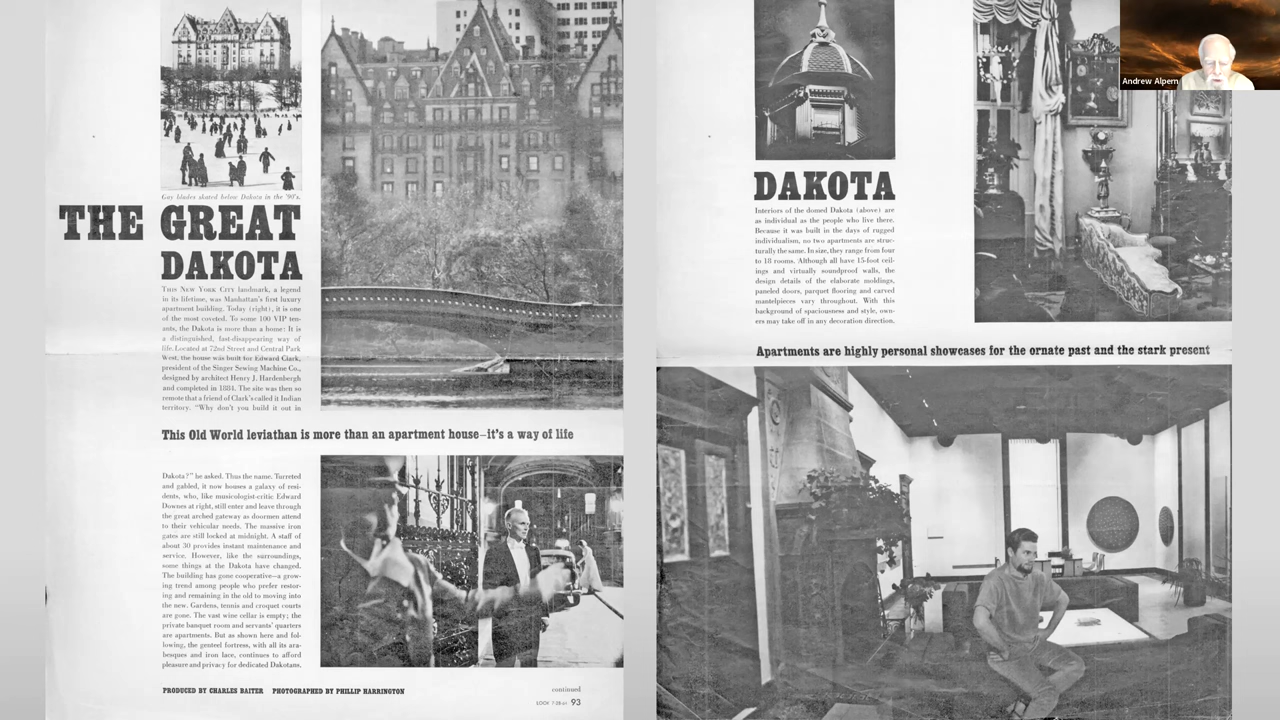 Gay blades skated below Dakota in the '90's.
THE GREAT
DAKOTA
THIS NEW YORK CITY landmark, a legend
in its lifetime, was Manhattan's first luxury
apartment building. Today (right), it is one
of the most coveted. To some 100 VIP ten-
ants, the Dakota is more than a home: It is
a distinguished, fast-disappearing way of
life. Located at 72nd Street and Central Park
West, the house was built for Edward Clark,
president of the Singer Sewing Machine Co.,
designed by architect Henry J. Hardenbergh
and completed in 1884. The site was then so
remote that a friend of Clark's called it Indian
territory. "Why don't you build it out in
This Old World leviathan is more than an apartment house—it's a way of life
Dakota?" he asked. Thus the name. Turreted
and gabled, it now houses a galaxy of resi-
dents, who, like musicologist-critic Edward
Downes at right, still enter and leave through
the great arched gateway as doormen attend
to their vehicular needs. The massive iron
gates are still locked at midnight. A staff of
about 30 provides instant maintenance and
service. However, like the surroundings,
some things at the Dakota have changed.
The building has gone cooperative—a grow-
ing trend among people who prefer restor-
ing and remaining in the old to moving into
the new. Gardens, tennis and croquet courts
are gone. The vast wine cellar is empty; the
private banquet room and servants' quarters
are apartments. But as shown here and fol-
lowing, the genteel fortress, with all its ara-
besques and iron lace, continues to afford
pleasure and privacy for dedicated Dakotans.
PRODUCED BY CHARLES BAITER PHOTOGRAPHED BY PHILLIP HARRINGTON
continued
LOOK 93
DAKOTA
Interiors of the domed Dakota (above) are
as individual as the people who live there.
Because it was built in the days of rugged
individualism, no two apartments are struc-
turally the same. In size, they range from four
to 18 rooms. Although all have 15-foot ceil-
ings and virtually soundproof walls, the
design details of the elaborate moldings,
paneled doors, parquet flooring and carved
mantelpieces vary throughout. With this
background of spaciousness and style, own-
ers may take off in any decoration direction.
Apartments are highly personal showcases for the ornate past and the stark present
Andrew Alpern